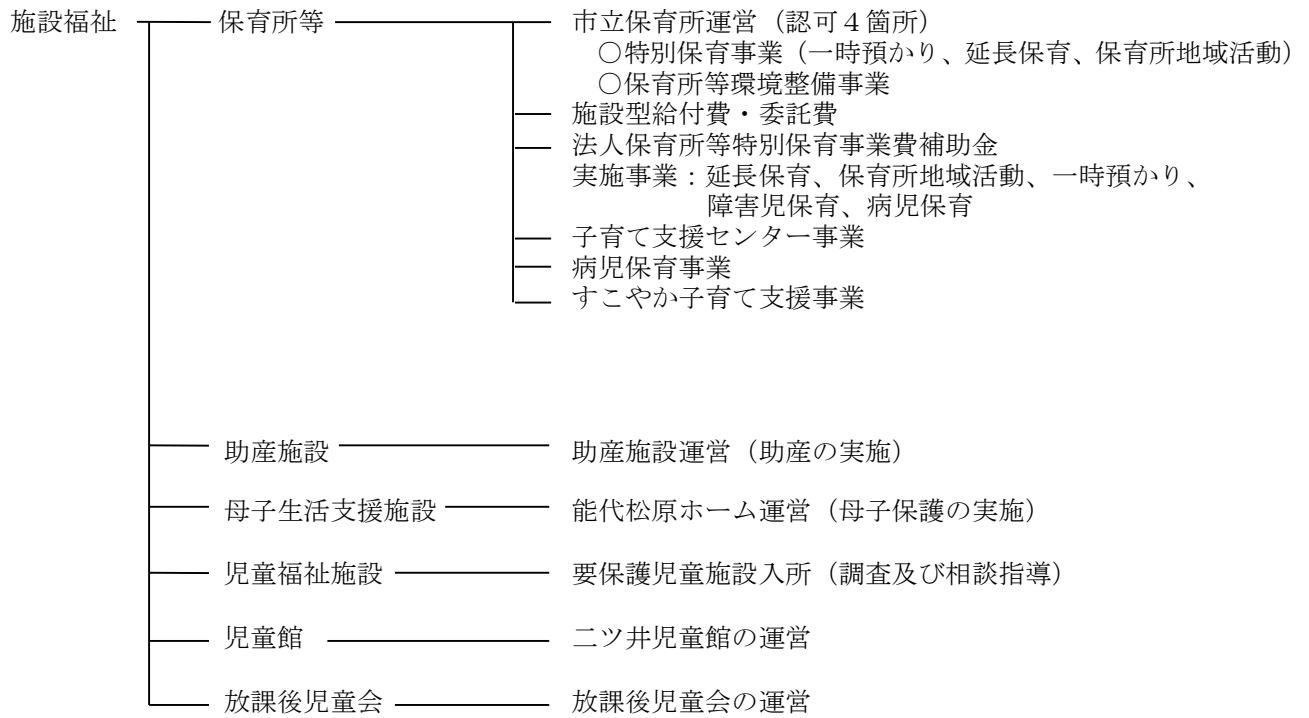 施設福祉 保育所等 市立保育所運営（認可４箇所）
○特別保育事業（一時預かり、延長保育、保育所地域活動）
○保育所等環境整備事業
施設型給付費・委託費
法人保育所等特別保育事業費補助金
実施事業：延長保育、保育所地域活動、一時預かり、
障害児保育、病児保育
子育て支援センター事業
病児保育事業
すこやか子育て支援事業
助産施設 助産施設運営（助産の実施）
母子生活支援施設 能代松原ホーム運営（母子保護の実施）
児童福祉施設 要保護児童施設入所（調査及び相談指導）
児童館 二ツ井児童館の運営
放課後児童会 放課後児童会の運営